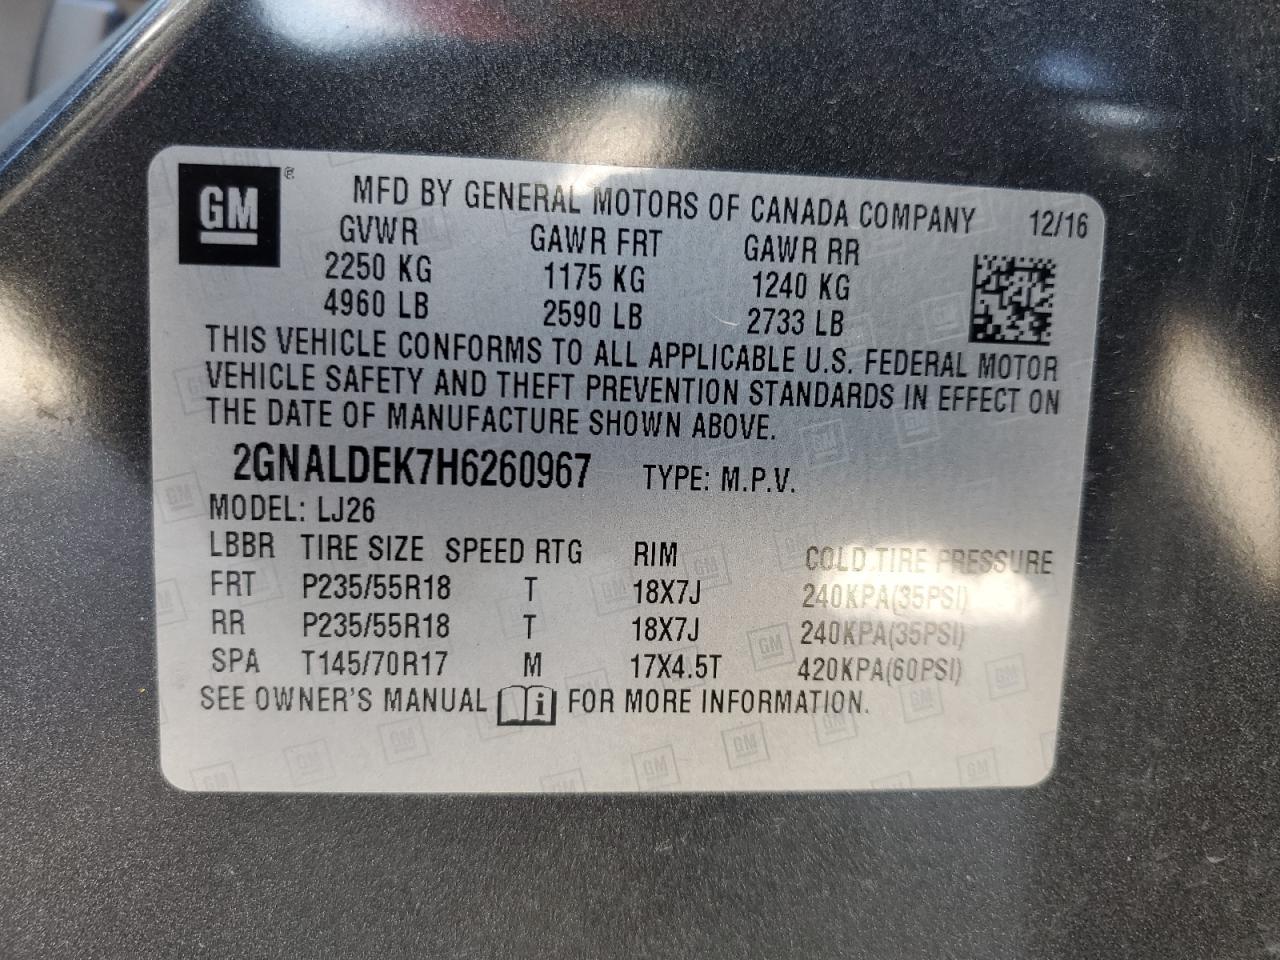 GM ®
MFD BY GENERAL MOTORS OF CANADA COMPANY 12/16
GVWR GAWR FRT GAWR RR
2250 KG 1175 KG 1240 KG
4960 LB 2590 LB 2733 LB
THIS VEHICLE CONFORMS TO ALL APPLICABLE U.S. FEDERAL MOTOR
VEHICLE SAFETY AND THEFT PREVENTION STANDARDS IN EFFECT ON
THE DATE OF MANUFACTURE SHOWN ABOVE.
2GNALDEK7H6260967 TYPE: M.P.V.
MODEL: LJ26
LBBR TIRE SIZE SPEED RTG RIM COLD TIRE PRESSURE
FRT P235/55R18 T 18X7J 240KPA(35PSI)
RR P235/55R18 T 18X7J 240KPA(35PSI)
SPA T145/70R17 M 17X4.5T 420KPA(60PSI)
SEE OWNER'S MANUAL i FOR MORE INFORMATION.